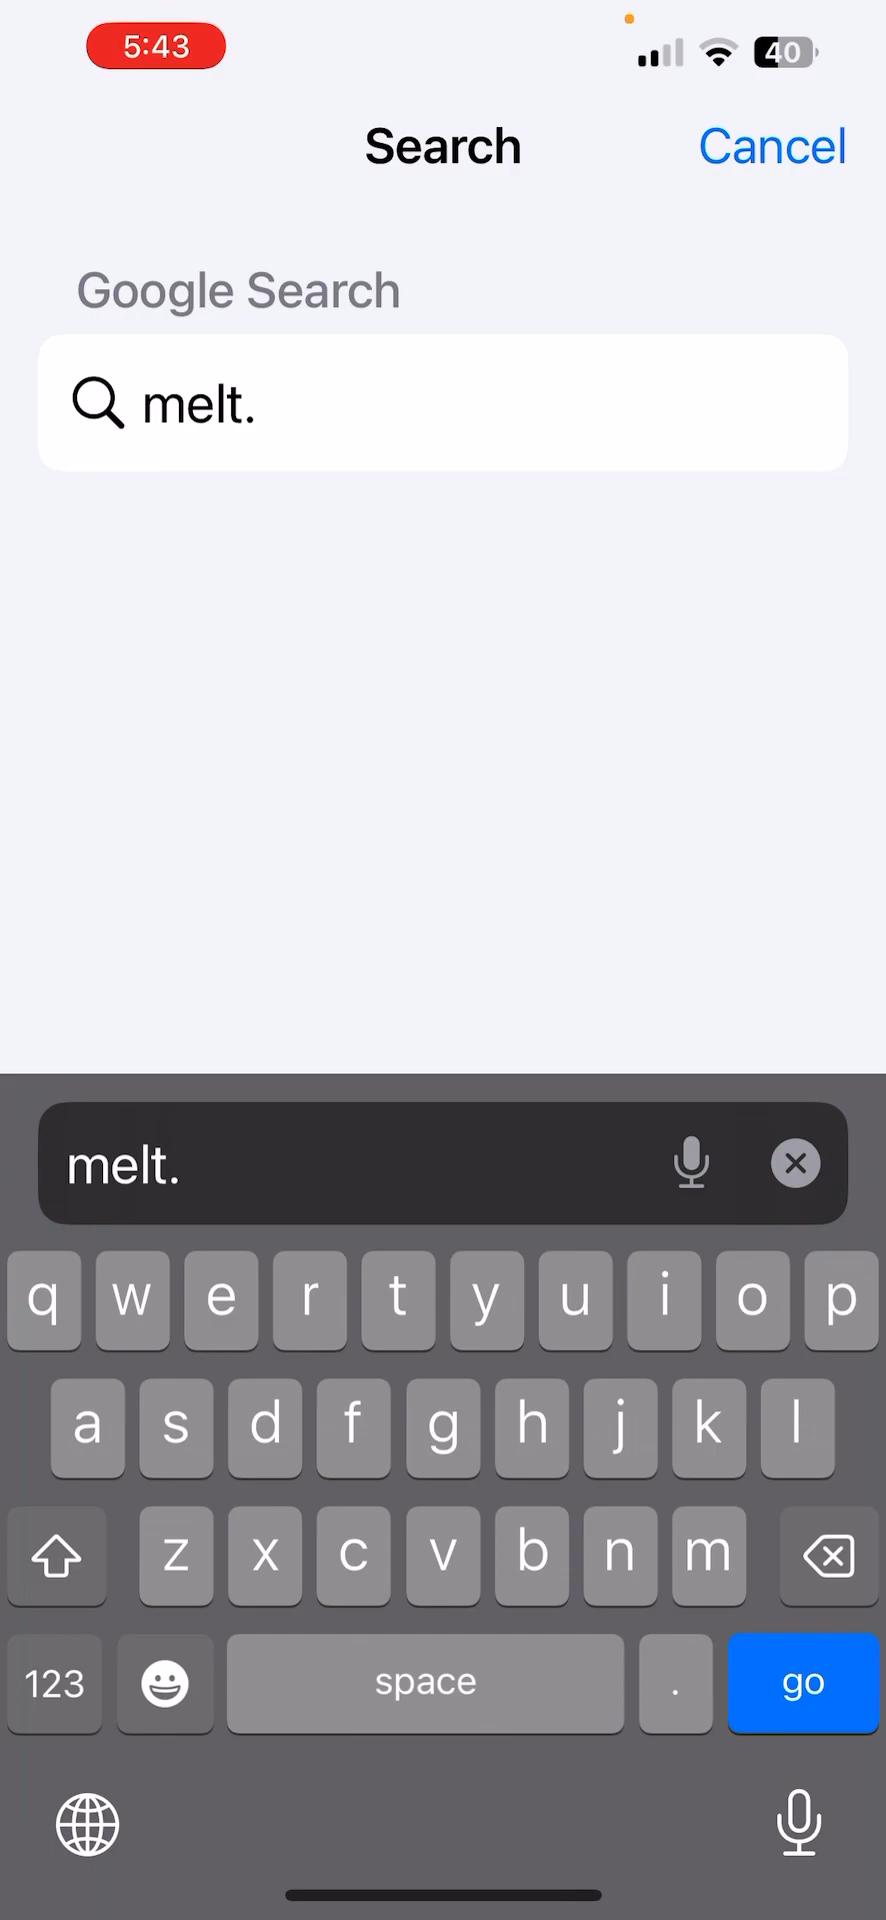 5:43
40
Search
Cancel
Google Search
melt.
melt.
q w e r t y u i o p
a s d f g h j k l
z x c v b n m
123 space . go